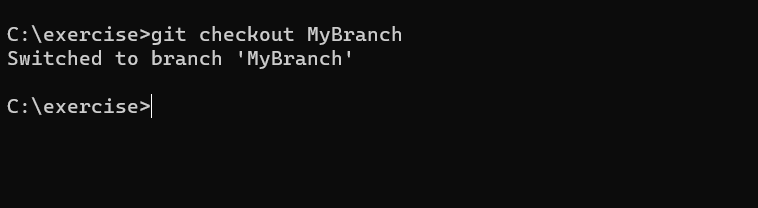 C:\exercise>git checkout MyBranch
Switched to branch 'MyBranch'
C:\exercise>